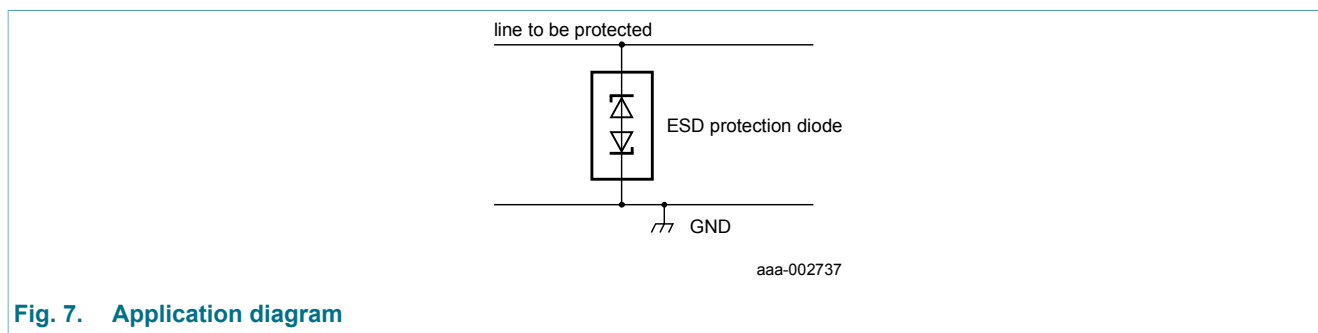 line to be protected
ESD protection diode
GND
aaa-002737
Fig. 7. Application diagram